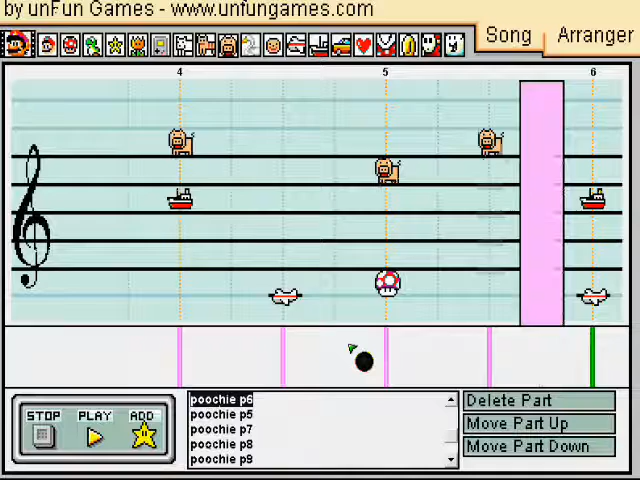 by unFun Games - www.unfungames.com
Song
Arranger
4
5
6
STOP
PLAY
ADD
poochie p6
poochie p5
poochie p7
poochie p8
poochie p9
Delete Part
Move Part Up
Move Part Down